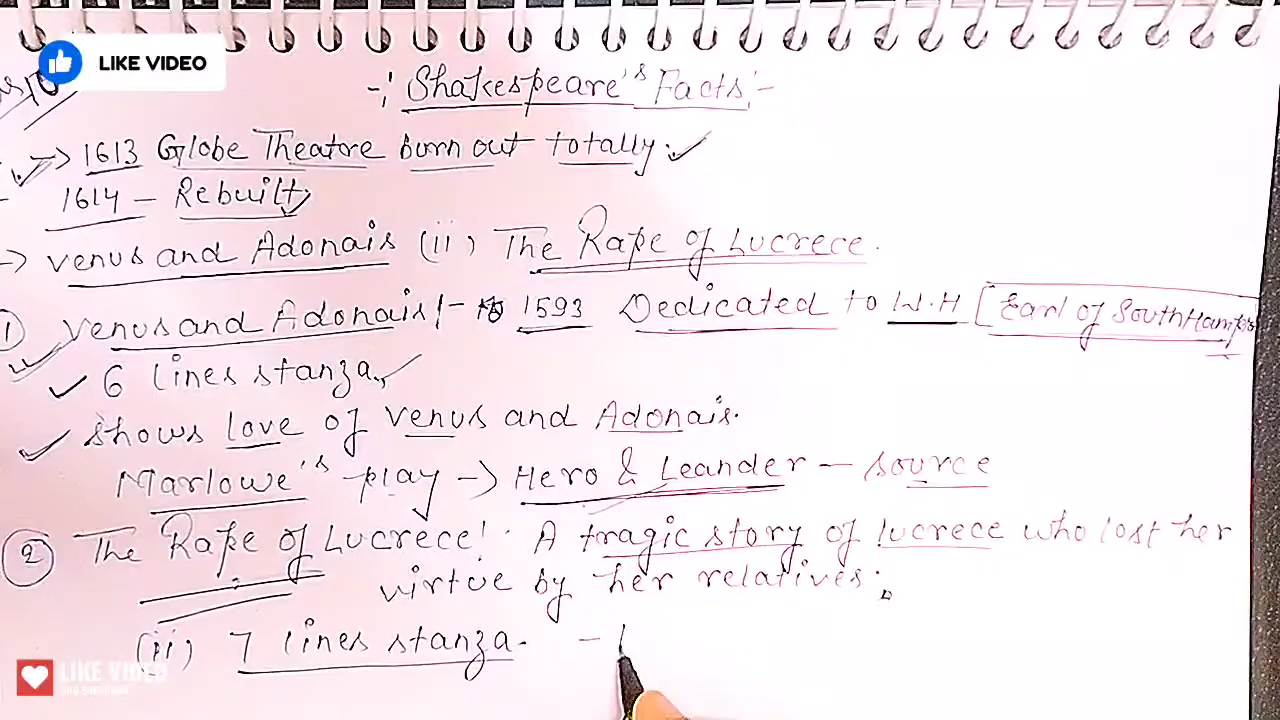 LIKE VIDEO
-: Shakespeare's Facts :-
-> 1613 Globe Theatre burn out totally
1614 - Rebuilt
-> Venus and Adonais (ii) The Rape of Lucrece.
1 Venus and Adonais :- 1593 Dedicated to W.H [Earl of SouthHampton
6 lines stanza
shows love of Venus and Adonais.
Marlowe's play -> Hero & Leander - source
2 The Rape of Lucrece: A tragic story of lucrece who lost her
virtue by her relatives.
(ii) 7 lines stanza. -
LIKE VIDEO